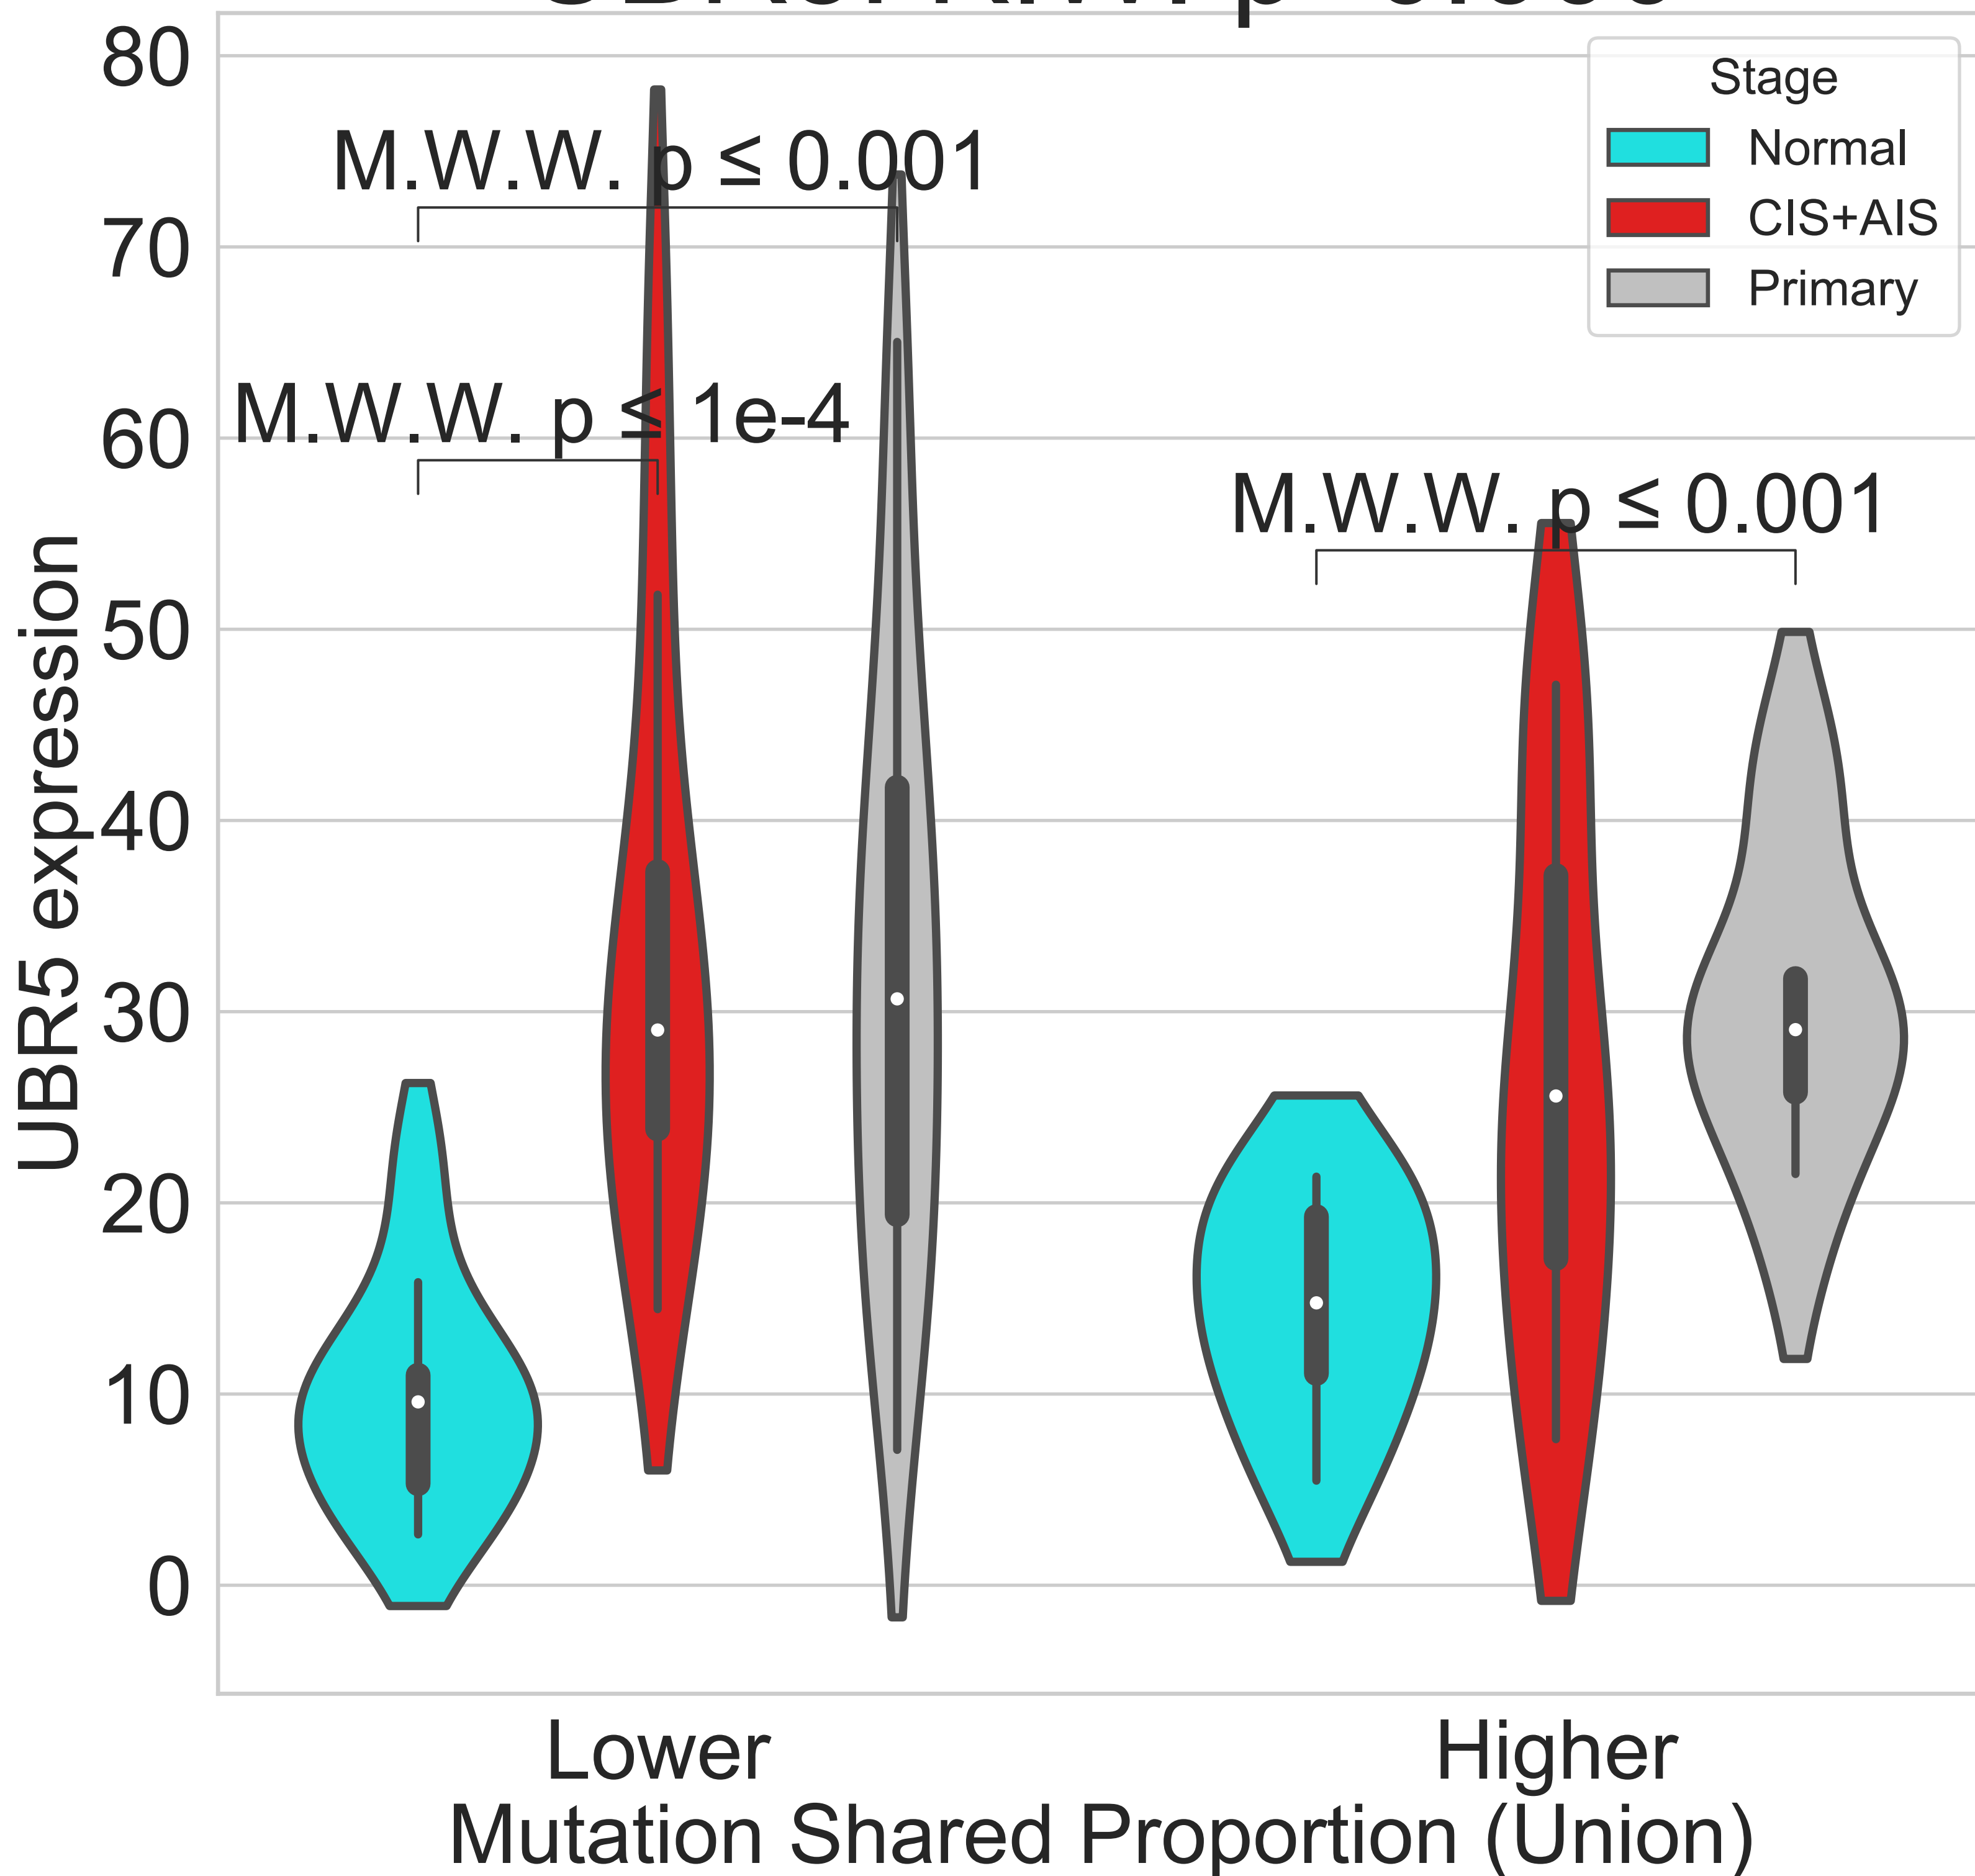 80
Stage
Normal
M.W.W. p ≤ 0.001
CIS+AIS
70
Primary
M.W.W. p ≤ 1e-4
60
M.W.W. p ≤ 0.001
50
40
30
20
10
0
UBR5 expression
Lower
Higher
Mutation Shared Proportion (Union)